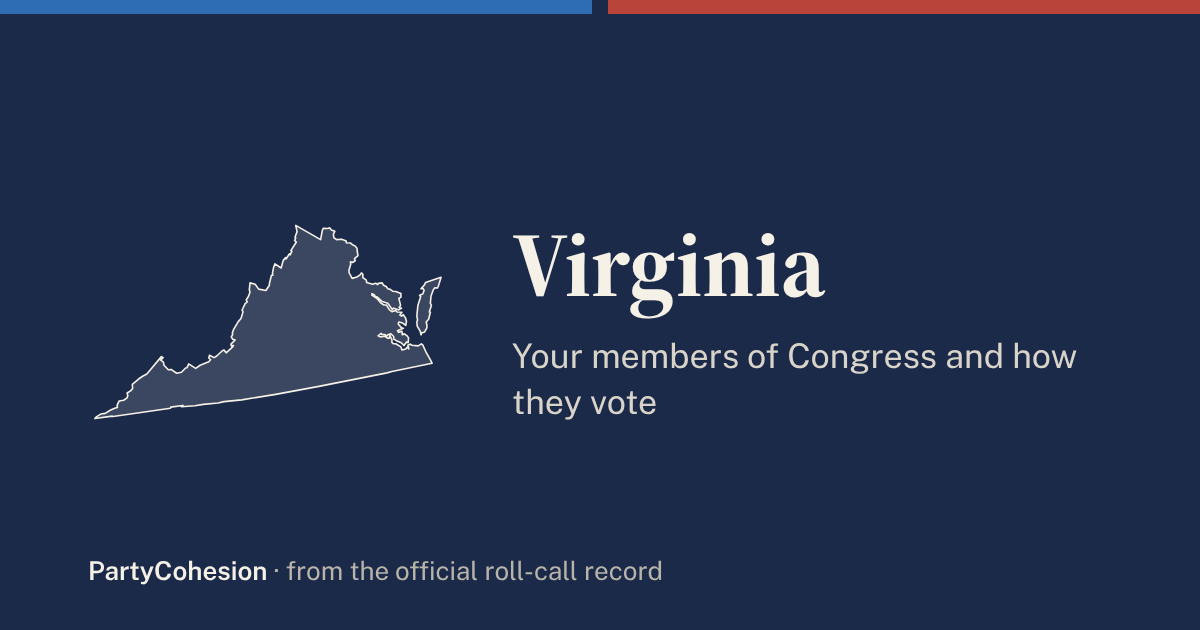 Virginia
Your members of Congress and how
they vote
PartyCohesion · from the official roll-call record